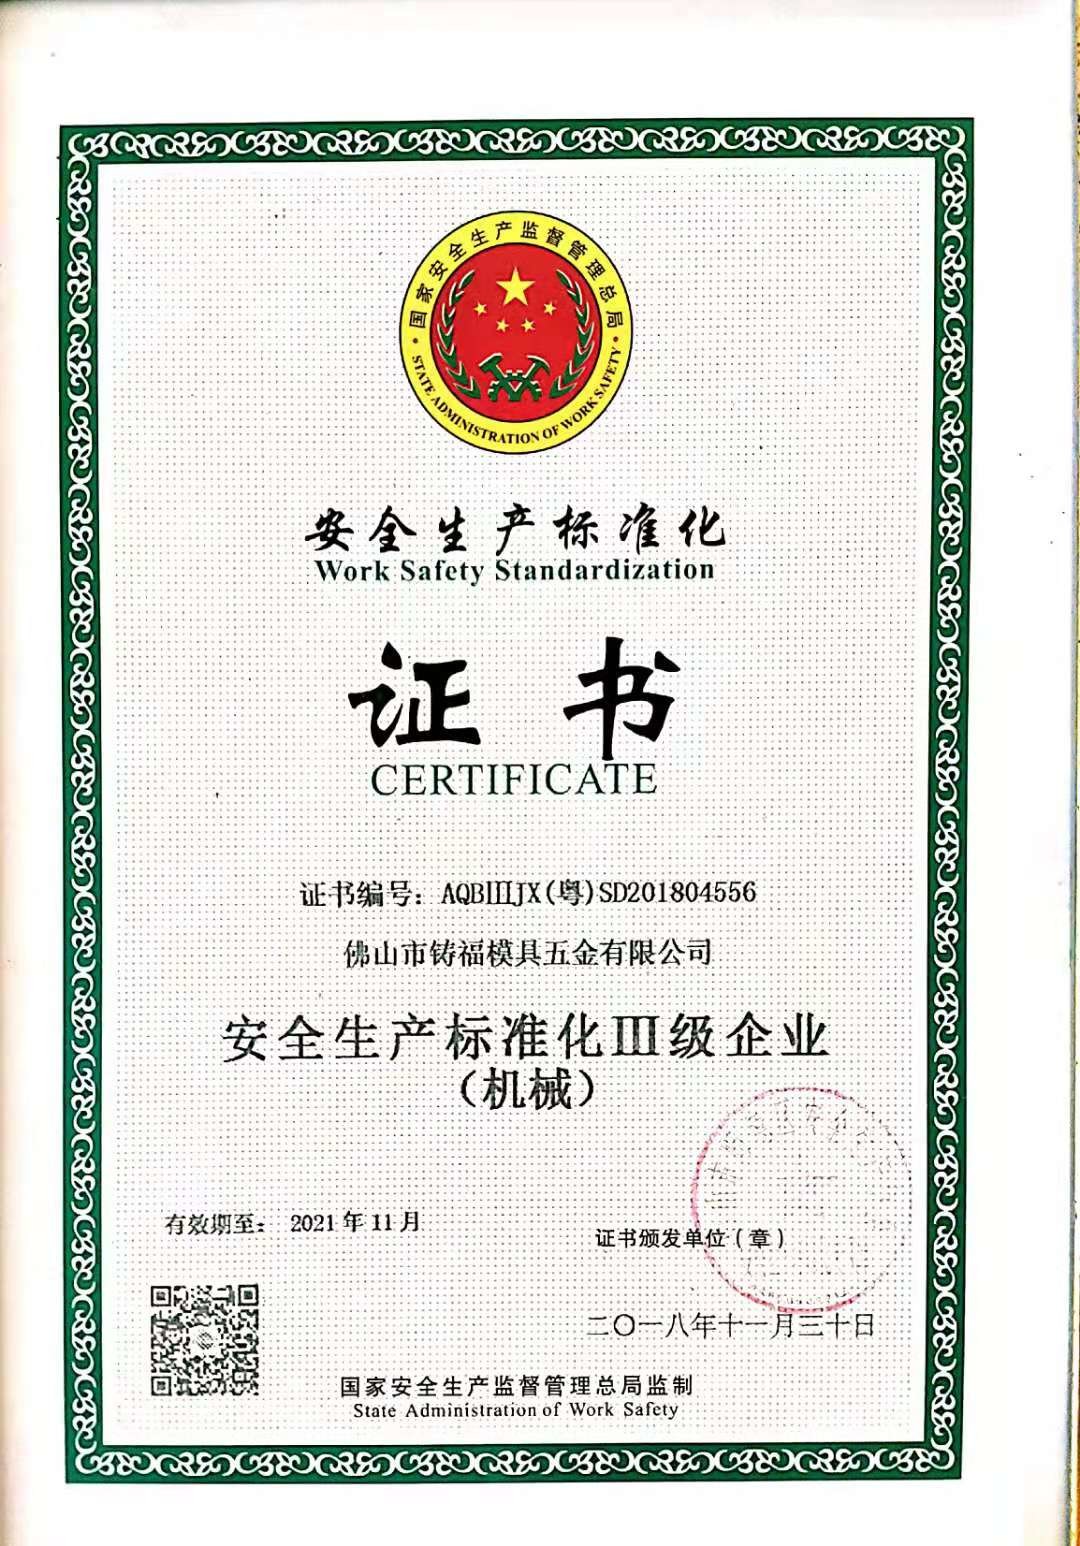 国家安全生产监督管理总局
STATE ADMINISTRATION OF WORK SAFETY
安全生产标准化
Work Safety Standardization
证书
CERTIFICATE
证书编号：AQBⅢJX(粤)SD201804556
佛山市铸福模具五金有限公司
安全生产标准化Ⅲ级企业
（机械）
有效期至： 2021年11月
证书颁发单位（章）
二〇一八年十一月三十日
国家安全生产监督管理总局监制
State Administration of Work Safety